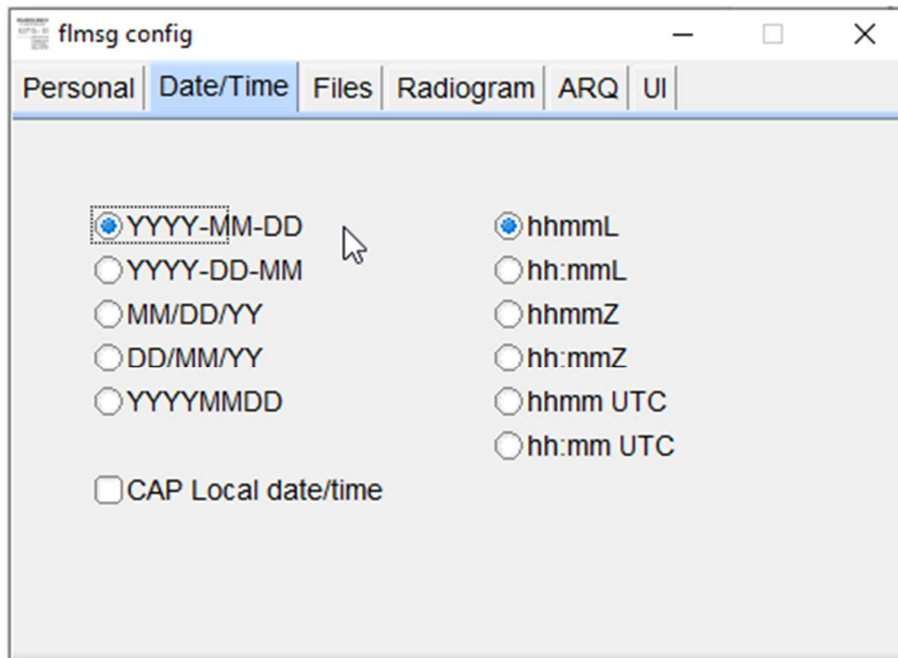 flmsg config
Personal Date/Time Files Radiogram ARQ UI
YYYY-MM-DD hhmmL
YYYY-DD-MM hh:mmL
MM/DD/YY hhmmZ
DD/MM/YY hh:mmZ
YYYYMMDD hhmm UTC
hh:mm UTC
CAP Local date/time